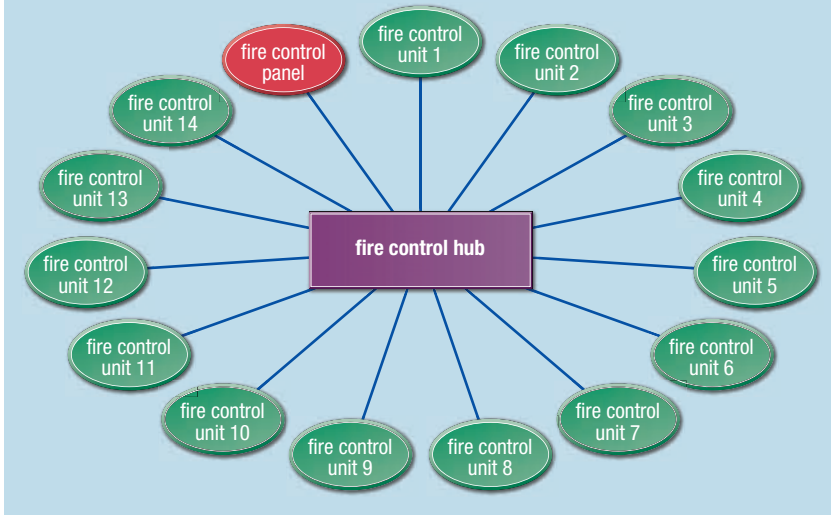 fire control
panel
fire control
unit 1
fire control
unit 2
fire control
unit 3
fire control
unit 4
fire control
unit 5
fire control
unit 6
fire control
unit 7
fire control
unit 8
fire control
unit 9
fire control
unit 10
fire control
unit 11
fire control
unit 12
fire control
unit 13
fire control
unit 14
fire control hub